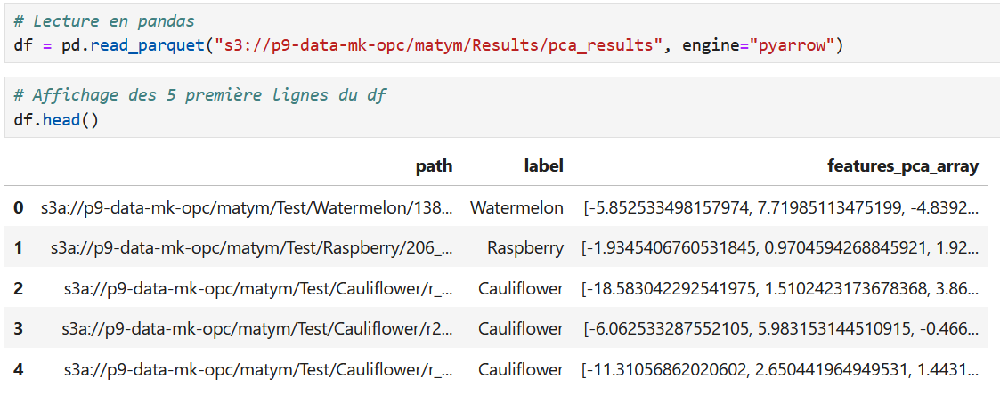 # Lecture en pandas
df = pd.read_parquet("s3://p9-data-mk-opc/matym/Results/pca_results", engine="pyarrow")
# Affichage des 5 première lignes du df
df.head()
path label features_pca_array
0 s3a://p9-data-mk-opc/matym/Test/Watermelon/138... Watermelon [-5.852533498157974, 7.71985113475199, -4.8392...
1 s3a://p9-data-mk-opc/matym/Test/Raspberry/206_... Raspberry [-1.9345406760531845, 0.9704594268845921, 1.92...
2 s3a://p9-data-mk-opc/matym/Test/Cauliflower/r_... Cauliflower [-18.583042292541975, 1.5102423173678368, 3.86...
3 s3a://p9-data-mk-opc/matym/Test/Cauliflower/r2... Cauliflower [-6.062533287552105, 5.983153144510915, -0.466...
4 s3a://p9-data-mk-opc/matym/Test/Cauliflower/r_... Cauliflower [-11.31056862020602, 2.650441964949531, 1.4431...